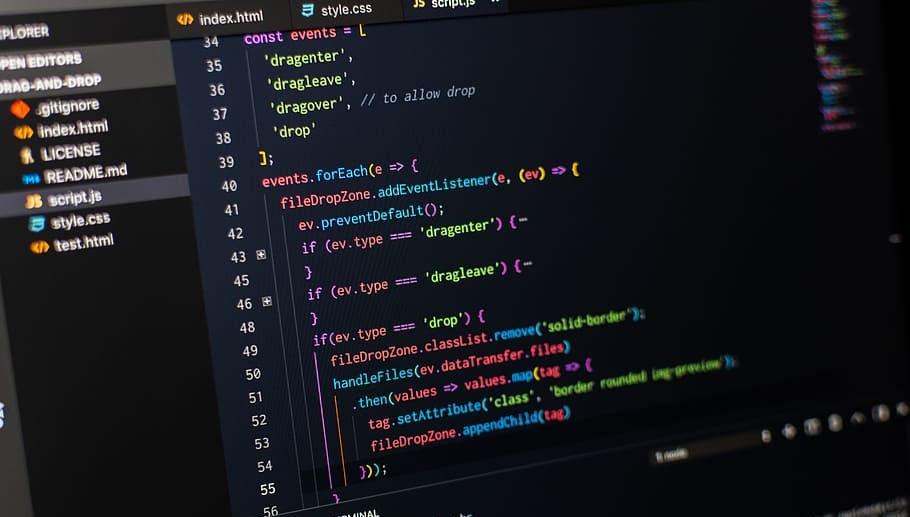 index.html
style.css
script.js
PLORER
PEN EDITORS
DRAG-AND-DROP
.gitignore
index.html
LICENSE
README.md
script.js
style.css
test.html
34 const events = [
35 'dragenter',
36 'dragleave',
37 'dragover', // to allow drop
38 'drop'
39 ];
40 events.forEach(e => {
41 fileDropZone.addEventListener(e, (ev) => {
42 ev.preventDefault();
43 if (ev.type === 'dragenter') {…
45 }
46 if (ev.type === 'dragleave') {…
48 }
49 if(ev.type === 'drop') {
50 fileDropZone.classList.remove('solid-border');
51 handleFiles(ev.dataTransfer.files)
52 .then(values => values.map(tag => {
53 tag.setAttribute('class', 'border rounded img-preview');
54 fileDropZone.appendChild(tag)
55 }));
56 }
MINAL
node